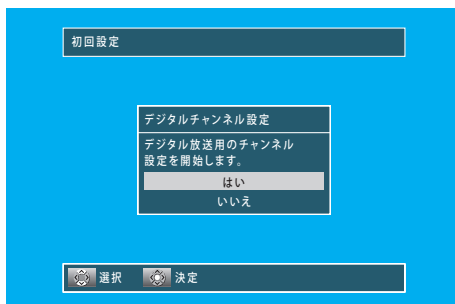 初回設定
デジタルチャンネル設定
デジタル放送用のチャンネル
設定を開始します。
はい
いいえ
選択 決定